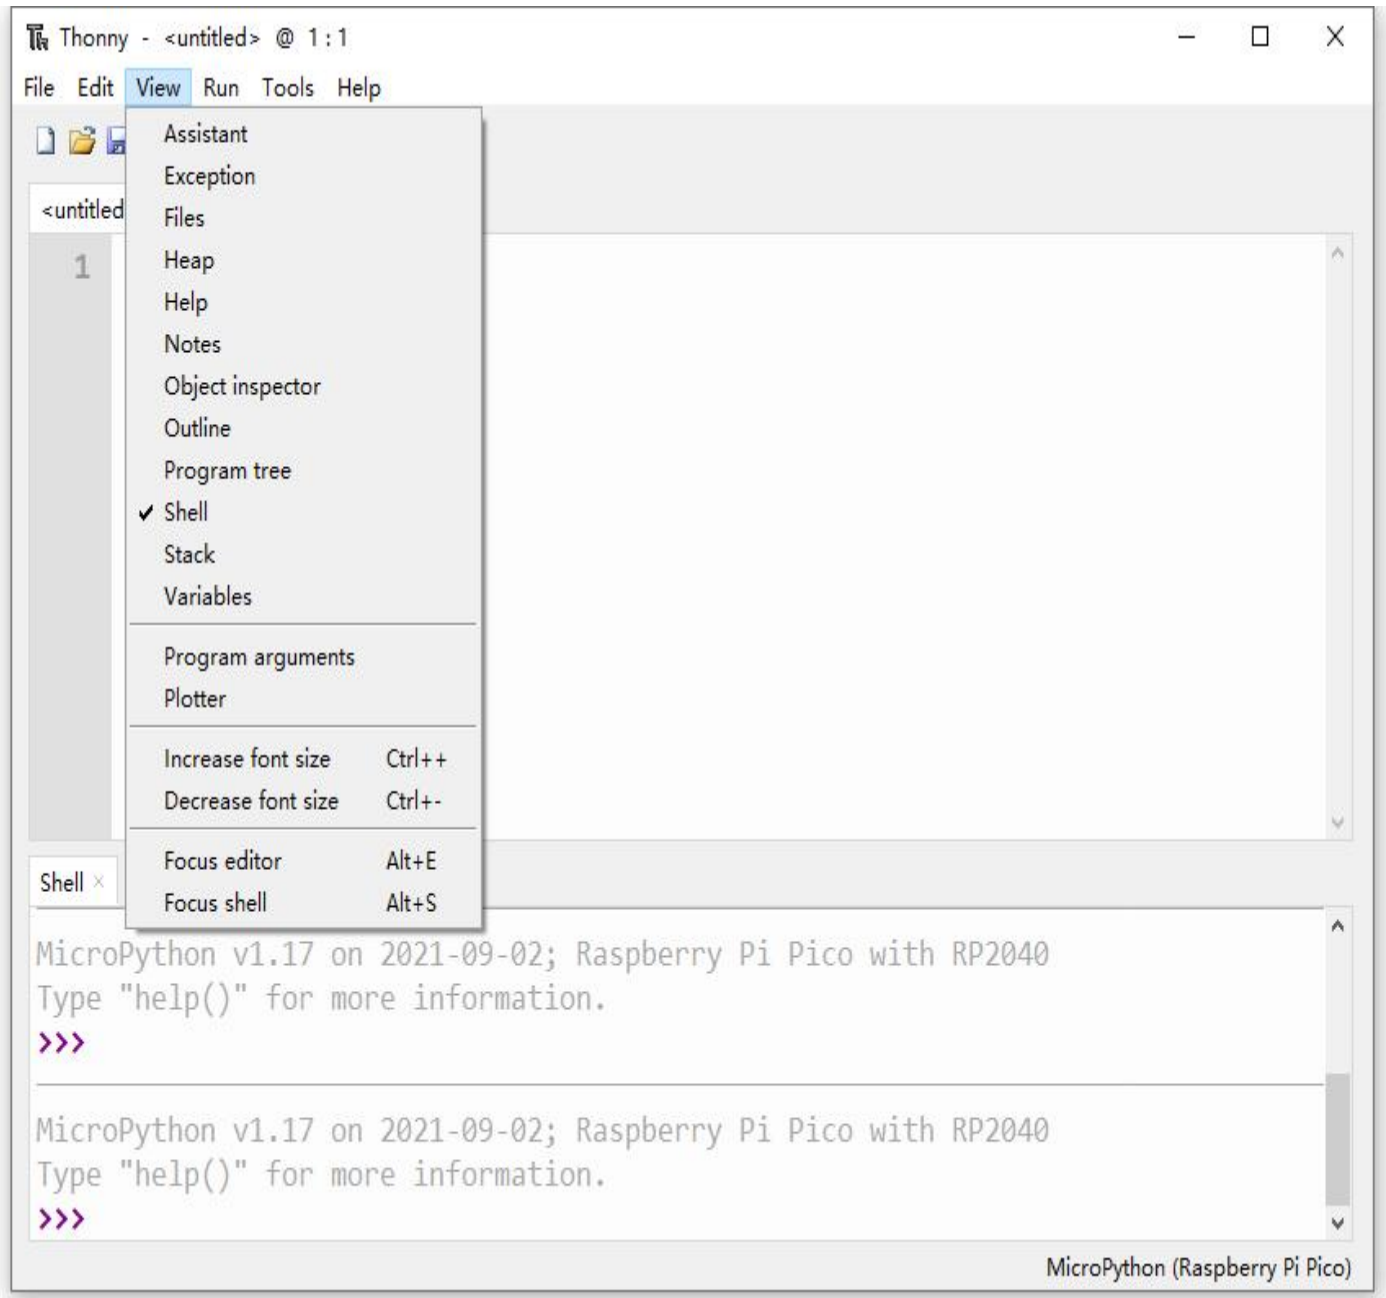 Thonny - <untitled> @ 1 : 1
File Edit View Run Tools Help
Assistant
Exception
<untitled
Files
1
Heap
Help
Notes
Object inspector
Outline
Program tree
✔ Shell
Stack
Variables
Program arguments
Plotter
Increase font size Ctrl++
Decrease font size Ctrl+-
Focus editor Alt+E
Focus shell Alt+S
Shell ×
MicroPython v1.17 on 2021-09-02; Raspberry Pi Pico with RP2040
Type "help()" for more information.
>>>
MicroPython v1.17 on 2021-09-02; Raspberry Pi Pico with RP2040
Type "help()" for more information.
>>>
MicroPython (Raspberry Pi Pico)